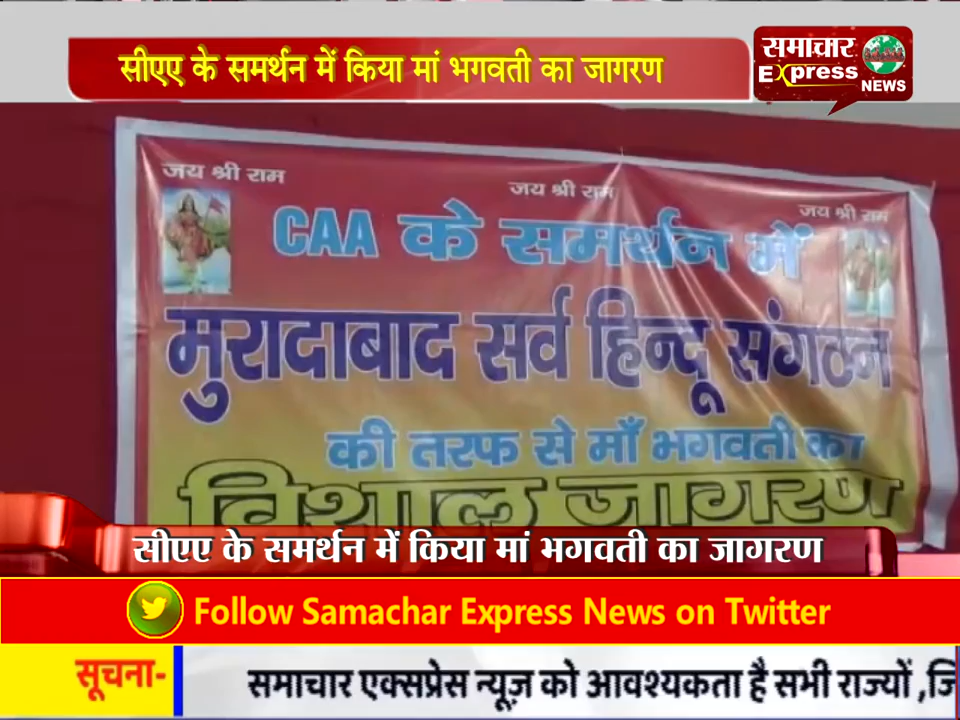 सीएए के समर्थन में किया मां भगवती का जागरण
समाचार
Express
NEWS
जय श्री राम
जय श्री राम
जय श्री राम
CAA के समर्थन में
मुरादाबाद सर्व हिन्दू संगठन
की तरफ से माँ भगवती का
विशाल जागरण
सीएए के समर्थन में किया मां भगवती का जागरण
Follow Samachar Express News on Twitter
सूचना-
समाचार एक्सप्रेस न्यूज़ को आवश्यकता है सभी राज्यों ,जि